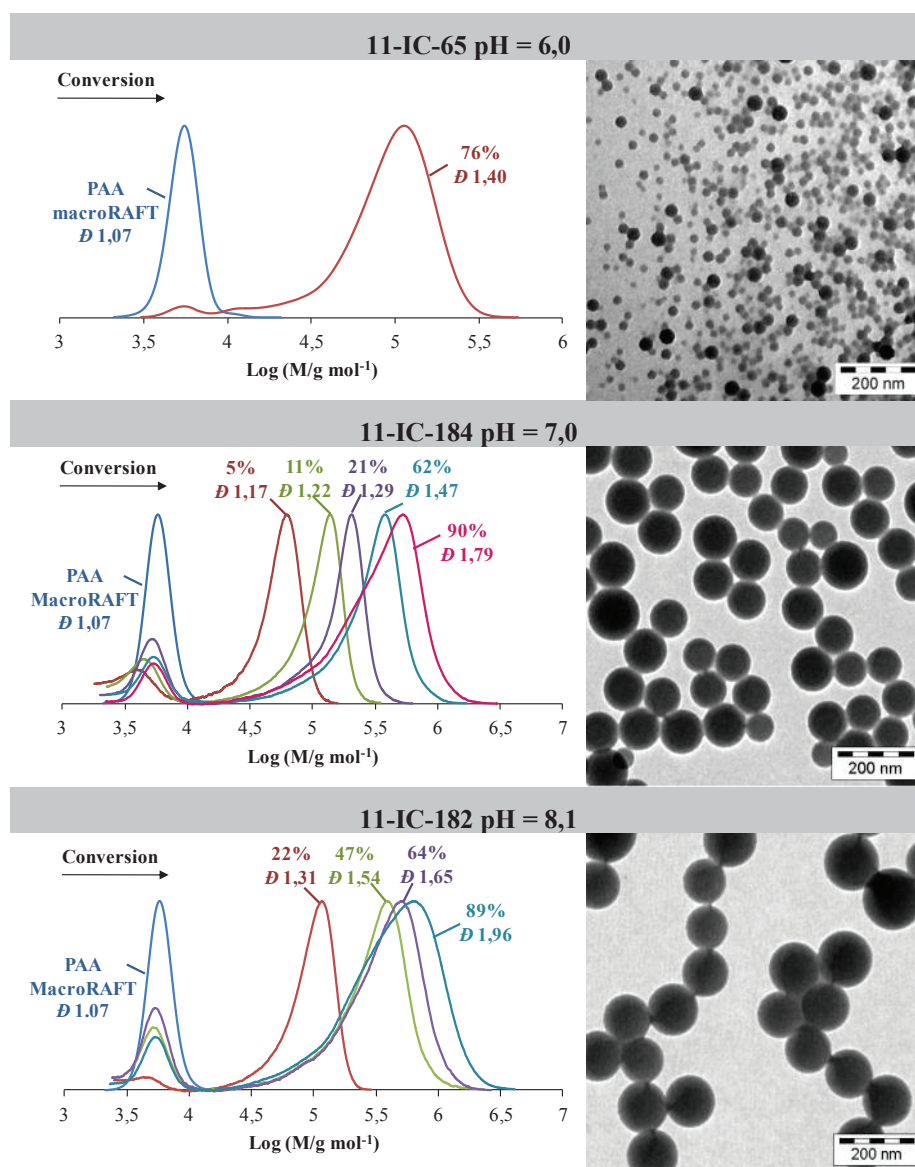 11-IC-65 pH = 6,0
Conversion
PAA
macroRAFT
Đ 1,07
76%
Đ 1,40
3 3,5 4 4,5 5 5,5 6
Log (M/g mol-1)
200 nm
11-IC-184 pH = 7,0
Conversion
5% 11% 21% 62%
Đ 1,17 Đ 1,22 Đ 1,29 Đ 1,47
90%
Đ 1,79
PAA
MacroRAFT
Đ 1,07
3 3,5 4 4,5 5 5,5 6 6,5 7
Log (M/g mol-1)
200 nm
11-IC-182 pH = 8,1
Conversion
22% 47% 64%
Đ 1,31 Đ 1,54 Đ 1,65
89%
Đ 1,96
PAA
MacroRAFT
Đ 1.07
3 3,5 4 4,5 5 5,5 6 6,5 7
Log (M/g mol-1)
200 nm